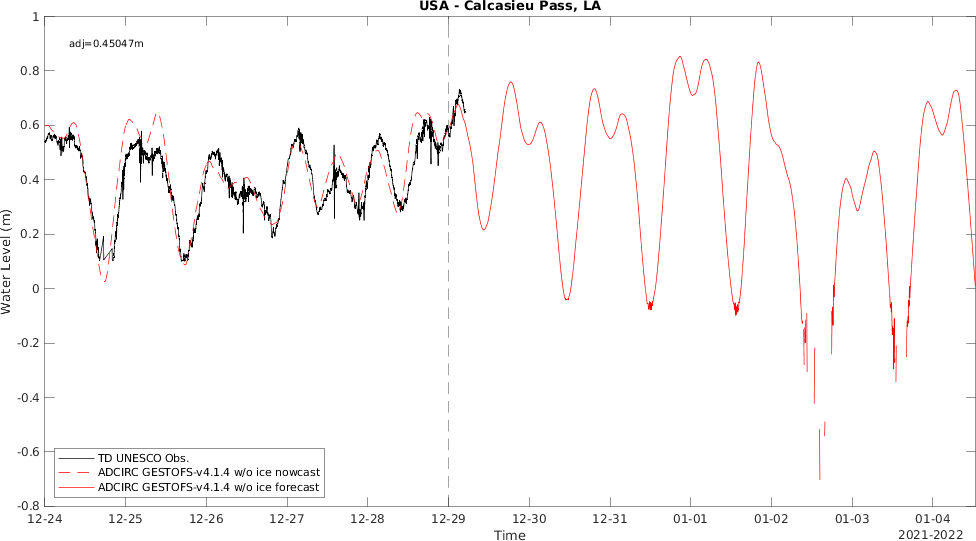 USA - Calcasieu Pass, LA
adj=0.45047m
1
0.8
0.6
0.4
0.2
0
-0.2
-0.4
-0.6
-0.8
Water Level (m)
TD UNESCO Obs.
ADCIRC GESTOFS-v4.1.4 w/o ice nowcast
ADCIRC GESTOFS-v4.1.4 w/o ice forecast
12-24 12-25 12-26 12-27 12-28 12-29 12-30 12-31 01-01 01-02 01-03 01-04
Time
2021-2022